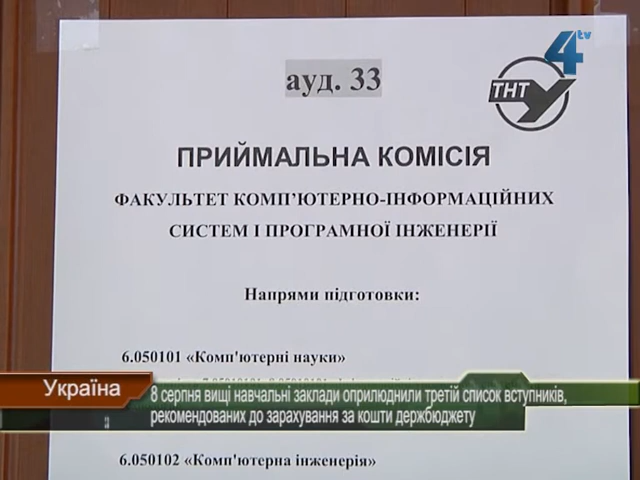 4 tv
ауд. 33
ТНТУ
ПРИЙМАЛЬНА КОМІСІЯ
ФАКУЛЬТЕТ КОМП’ЮТЕРНО-ІНФОРМАЦІЙНИХ
СИСТЕМ І ПРОГРАМНОЇ ІНЖЕНЕРІЇ
Напрями підготовки:
6.050101 «Комп'ютерні науки»
Україна
8 серпня вищі навчальні заклади оприлюднили третій список вступників,
рекомендованих до зарахування за кошти держбюджету
6.050102 «Комп'ютерна інженерія»